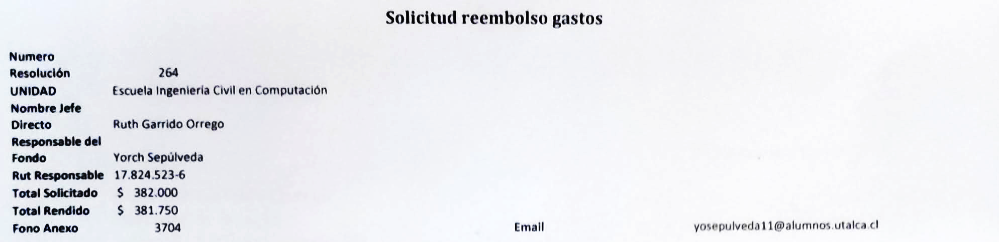 Solicitud reembolso gastos
Numero
Resolución 264
UNIDAD Escuela Ingeniería Civil en Computación
Nombre Jefe
Directo Ruth Garrido Orrego
Responsable del
Fondo Yorch Sepúlveda
Rut Responsable 17.824.523-6
Total Solicitado $ 382.000
Total Rendido $ 381.750
Fono Anexo 3704 Email yosepulveda11@alumnos.utalca.cl